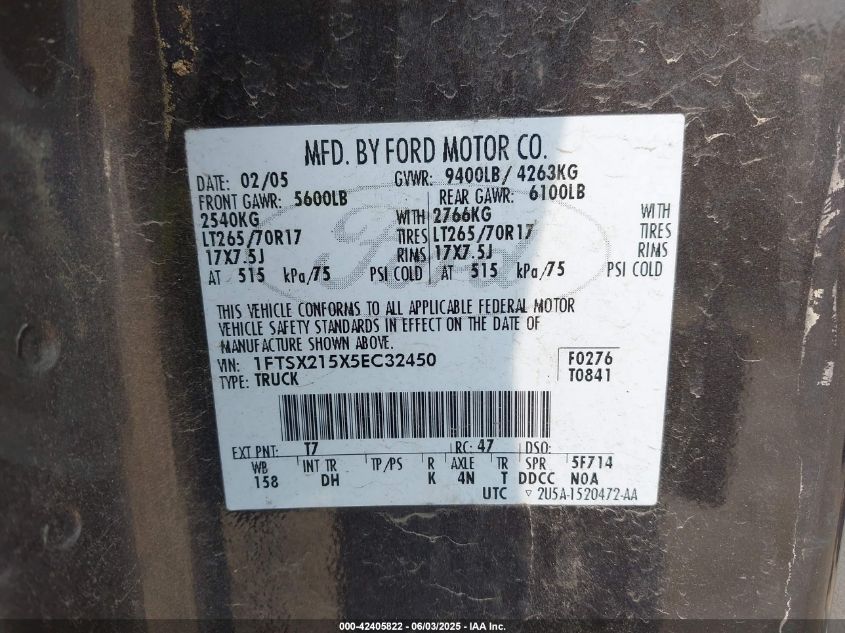 MFD. BY FORD MOTOR CO.
DATE: 02/05 GVWR: 9400LB/ 4263KG
FRONT GAWR: 5600LB REAR GAWR: 6100LB
2540KG WITH 2766KG WITH
LT265/70R17 TIRES LT265/70R17 TIRES
17X7.5J RIMS 17X7.5J RIMS
AT 515 kPa/75 PSI COLD AT 515 kPa/75 PSI COLD
Ford
THIS VEHICLE CONFORMS TO ALL APPLICABLE FEDERAL MOTOR
VEHICLE SAFETY STANDARDS IN EFFECT ON THE DATE OF
MANUFACTURE SHOWN ABOVE.
VIN: 1FTSX215X5EC32450 F0276
TYPE: TRUCK T0841
EXT PNT: T7 RC: 47 DSO:
WB INT TR TP/PS R AXLE TR SPR 5F714
158 DH K 4N T DDCC N0A
UTC ▽ 2U5A-1520472-AA
000-42405822 - 06/03/2025 - IAA Inc.